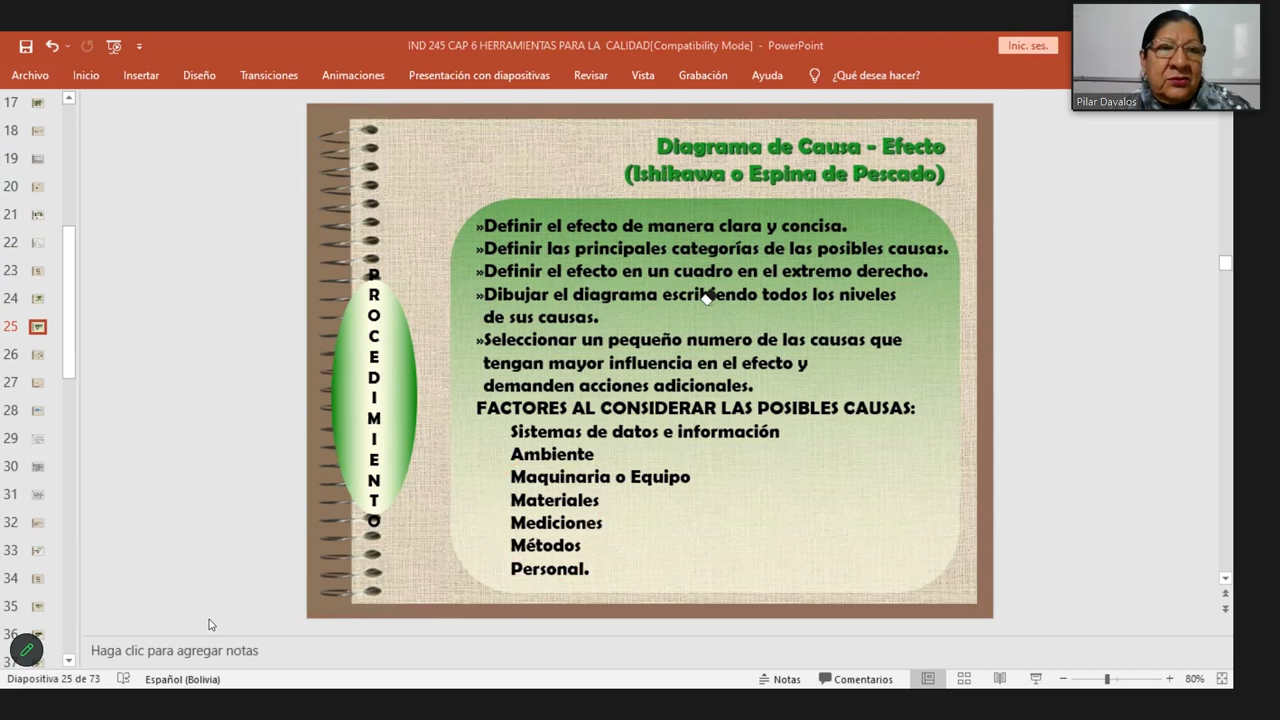 IND 245 CAP 6 HERRAMIENTAS PARA LA  CALIDAD[Compatibility Mode]  -  PowerPoint
Inic. ses.
Archivo
Inicio
Insertar
Diseño
Transiciones
Animaciones
Presentación con diapositivas
Revisar
Vista
Grabación
Ayuda
¿Qué desea hacer?
Pilar Davalos
17
18
19
20
21
22
23
24
25
26
27
28
29
30
31
32
33
34
35
36
37
Diagrama de Causa - Efecto
(Ishikawa o Espina de Pescado)
PROCEDIMIENTO
»Definir el efecto de manera clara y concisa.
»Definir las principales categorías de las posibles causas.
»Definir el efecto en un cuadro en el extremo derecho.
»Dibujar el diagrama escribiendo todos los niveles
de sus causas.
»Seleccionar un pequeño numero de las causas que
tengan mayor influencia en el efecto y
demanden acciones adicionales.
FACTORES AL CONSIDERAR LAS POSIBLES CAUSAS:
Sistemas de datos e información
Ambiente
Maquinaria o Equipo
Materiales
Mediciones
Métodos
Personal.
Haga clic para agregar notas
Diapositiva 25 de 73
Español (Bolivia)
Notas
Comentarios
80%